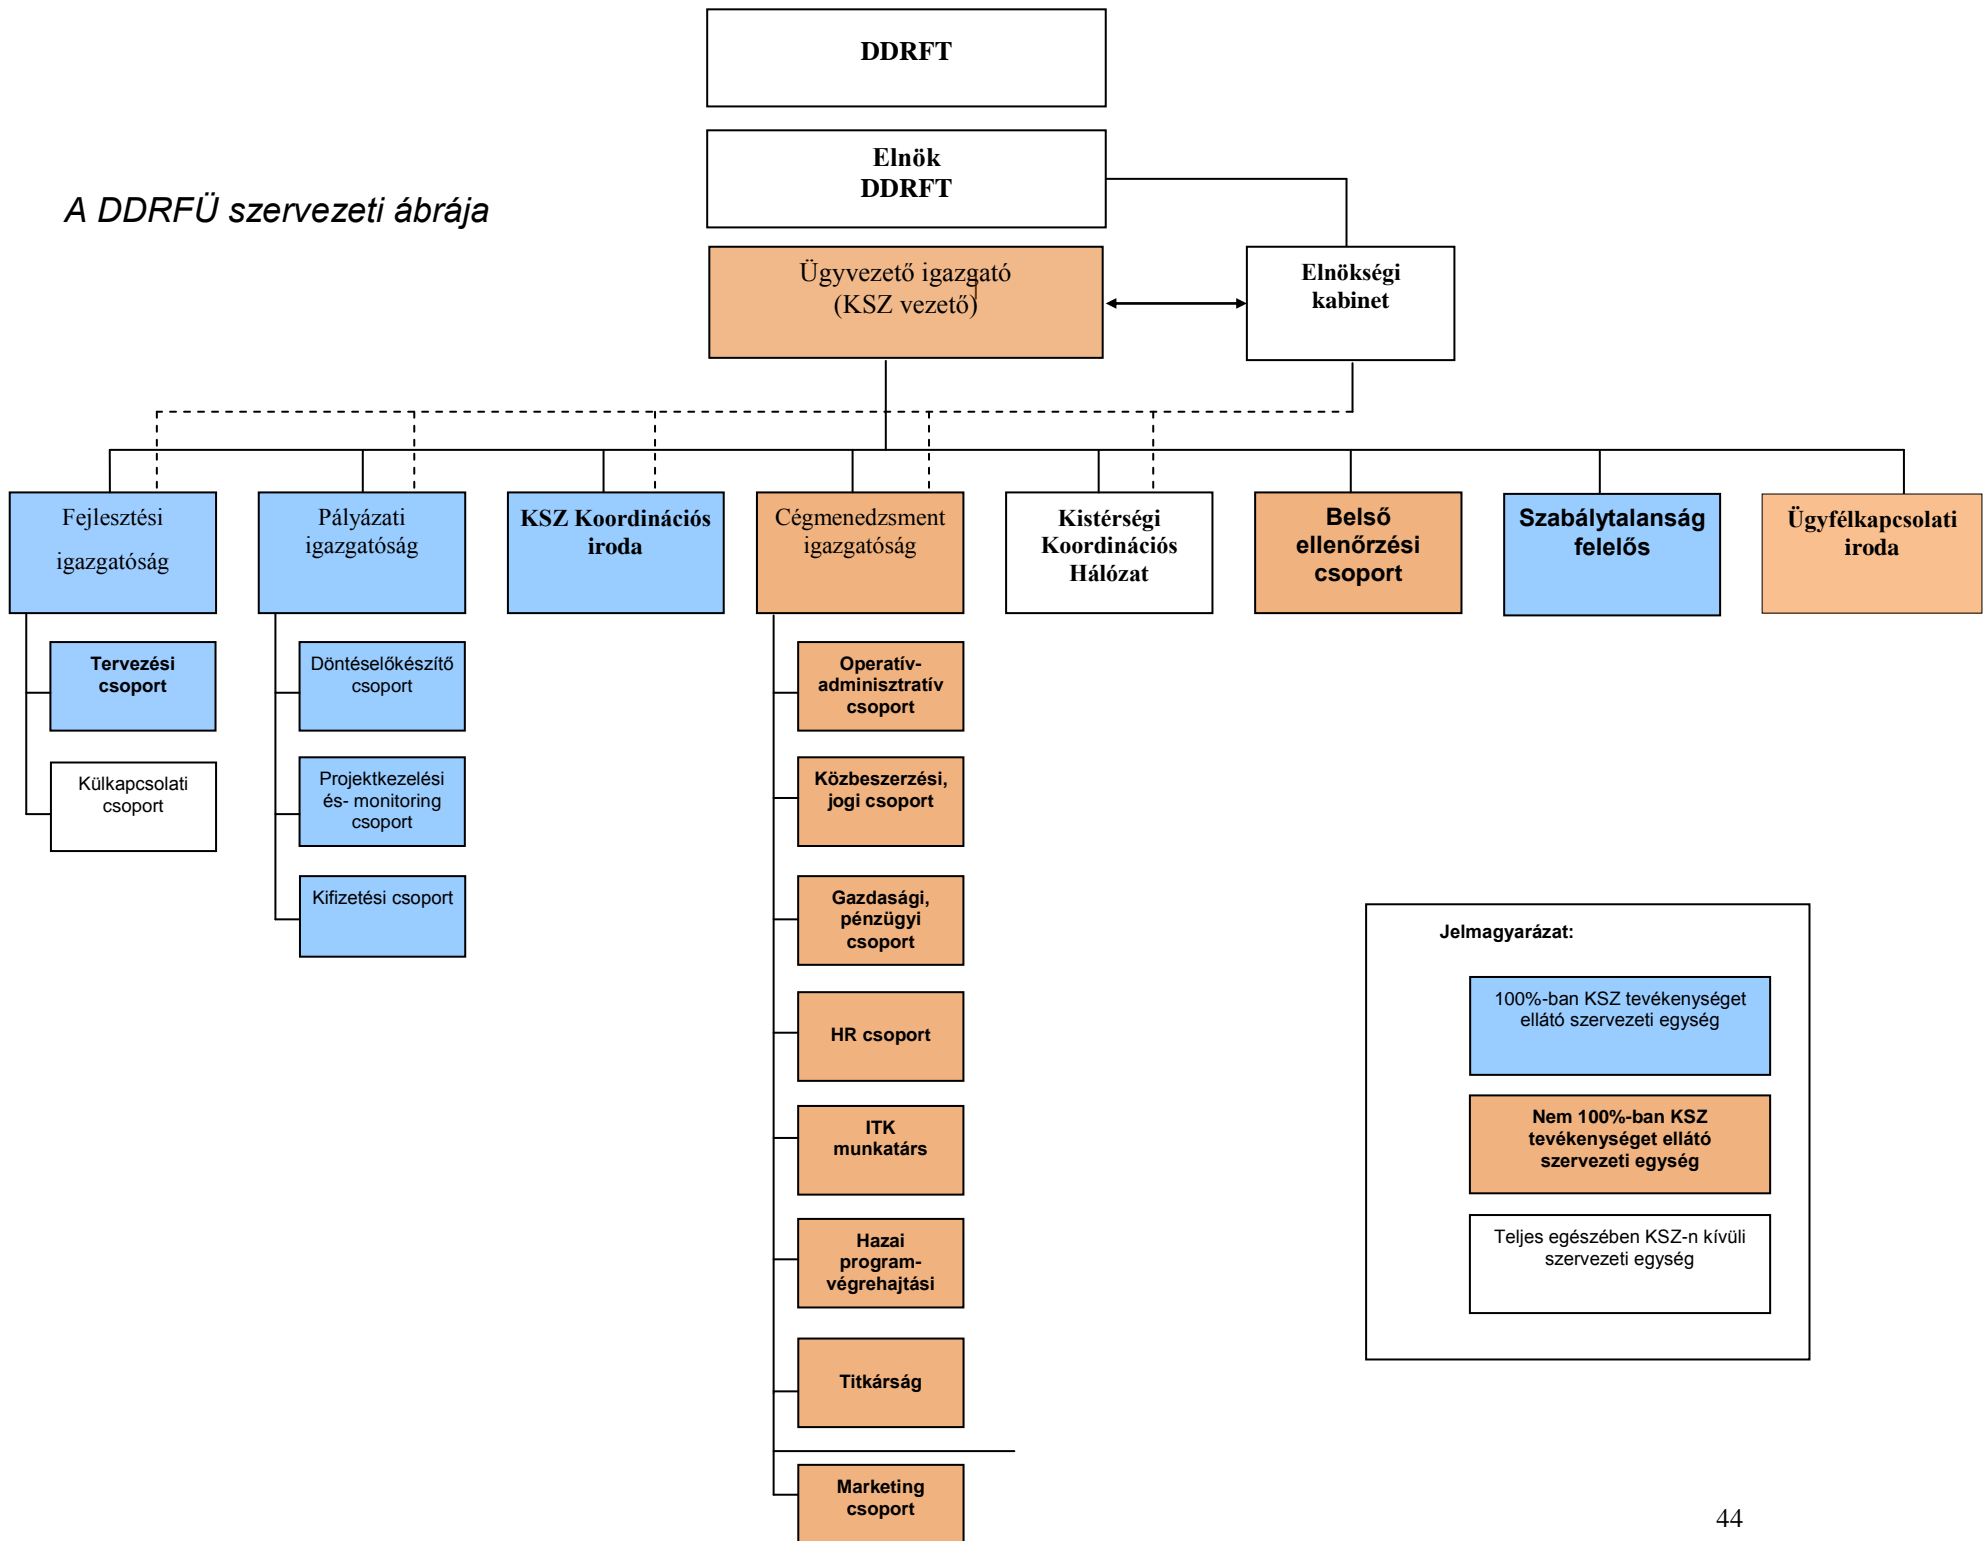 DDRFT
Elnök
DDRFT
A DDRFÜ szervezeti ábrája
Ügyvezető igazgató
(KSZ vezető)
Elnökségi
kabinet
Fejlesztési
igazgatóság
Pályázati
igazgatóság
KSZ Koordinációs
iroda
Cégmenedzsment
igazgatóság
Kistérségi
Koordinációs
Hálózat
Belső
ellenőrzési
csoport
Szabálytalanság
felelős
Ügyfélkapcsolati
iroda
Tervezési
csoport
Külkapcsolati
csoport
Döntéselőkészítő
csoport
Projektkezelési
és- monitoring
csoport
Kifizetési csoport
Operatív-
adminisztratív
csoport
Közbeszerzési,
jogi csoport
Gazdasági,
pénzügyi
csoport
HR csoport
ITK
munkatárs
Hazai
program-
végrehajtási
Titkárság
Marketing
csoport
Jelmagyarázat:
100%-ban KSZ tevékenységet
ellátó szervezeti egység
Nem 100%-ban KSZ
tevékenységet ellátó
szervezeti egység
Teljes egészében KSZ-n kívüli
szervezeti egység
44